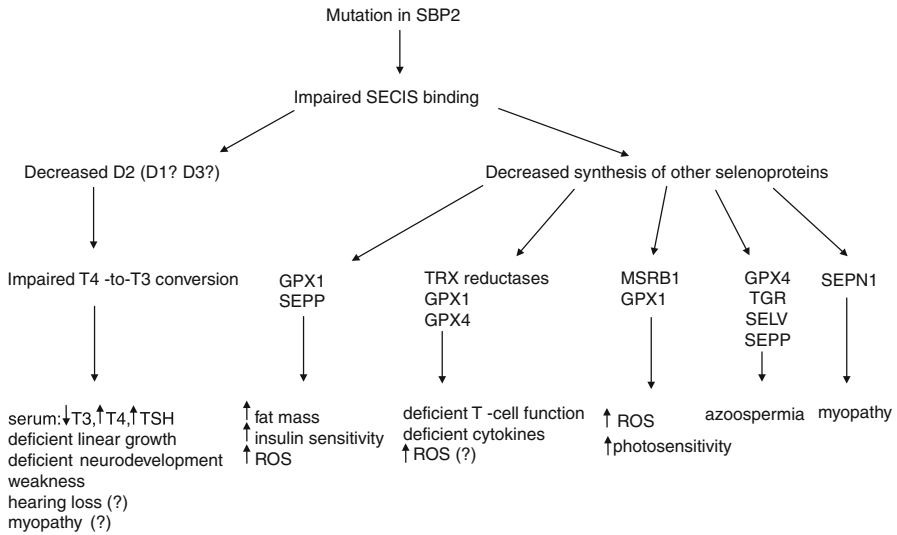 Mutation in SBP2
Impaired SECIS binding
Decreased D2 (D1? D3?)
Decreased synthesis of other selenoproteins
Impaired T4 -to-T3 conversion
GPX1
SEPP
TRX reductases
GPX1
GPX4
MSRB1
GPX1
GPX4
TGR
SELV
SEPP
SEPN1
serum:↓T3,↑T4,↑TSH
deficient linear growth
deficient neurodevelopment
weakness
hearing loss (?)
myopathy (?)
↑fat mass
↑insulin sensitivity
↑ROS
deficient T -cell function
deficient cytokines
↑ROS (?)
↑ROS
↑photosensitivity
azoospermia
myopathy